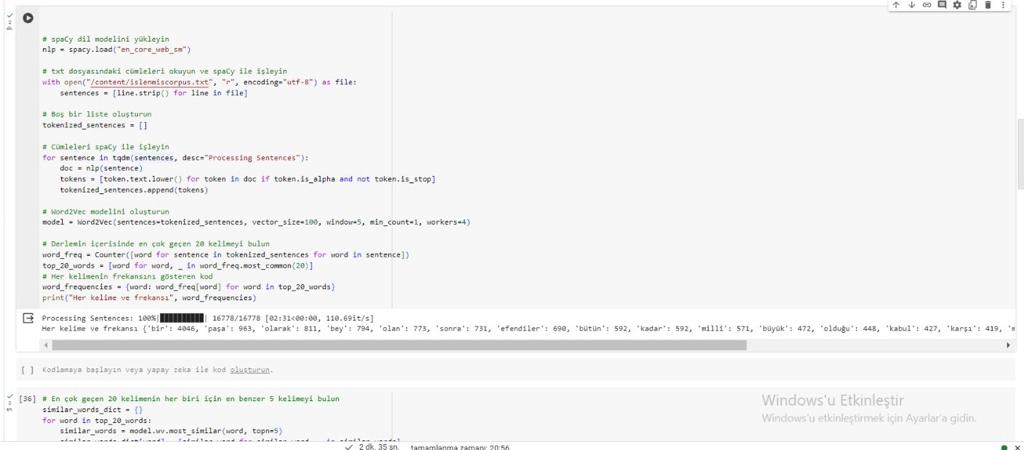 # spaCy dil modelini yükleyin
nlp = spacy.load("en_core_web_sm")
# txt dosyasındaki cümleleri okuyun ve spaCy ile işleyin
with open("/content/islenmiscorpus.txt", "r", encoding="utf-8") as file:
    sentences = [line.strip() for line in file]
# Boş bir liste oluşturun
tokenized_sentences = []
# Cümleleri spaCy ile işleyin
for sentence in tqdm(sentences, desc="Processing Sentences"):
    doc = nlp(sentence)
    tokens = [token.text.lower() for token in doc if token.is_alpha and not token.is_stop]
    tokenized_sentences.append(tokens)
# Word2Vec modelini oluşturun
model = Word2Vec(sentences=tokenized_sentences, vector_size=100, window=5, min_count=1, workers=4)
# Derlemin içerisinde en çok geçen 20 kelimeyi bulun
word_freq = Counter([word for sentence in tokenized_sentences for word in sentence])
top_20_words = [word for word, _ in word_freq.most_common(20)]
# Her kelimenin frekansını gösteren kod
word_frequencies = {word: word_freq[word] for word in top_20_words}
print("Her kelime ve frekansı", word_frequencies)
Processing Sentences: 100%|██████████| 16778/16778 [02:31<00:00, 110.69it/s]
Her kelime ve frekansı {'bir': 4046, 'paşa': 963, 'olarak': 811, 'bey': 794, 'olan': 773, 'sonra': 731, 'efendiler': 690, 'bütün': 592, 'kadar': 592, 'millî': 571, 'büyük': 472, 'olduğu': 448, 'kabul': 427, 'karşı': 419,
[ ] Kodlamaya başlayın veya yapay zeka ile kod oluşturun.
[36] # En çok geçen 20 kelimenin her biri için en benzer 5 kelimeyi bulun
similar_words_dict = {}
for word in top_20_words:
    similar_words = model.wv.most_similar(word, topn=5)
Windows'u Etkinleştir
Windows'u etkinleştirmek için Ayarlar'a gidin.
2 dk. 35 sn. tamamlanma zamanı: 20:56